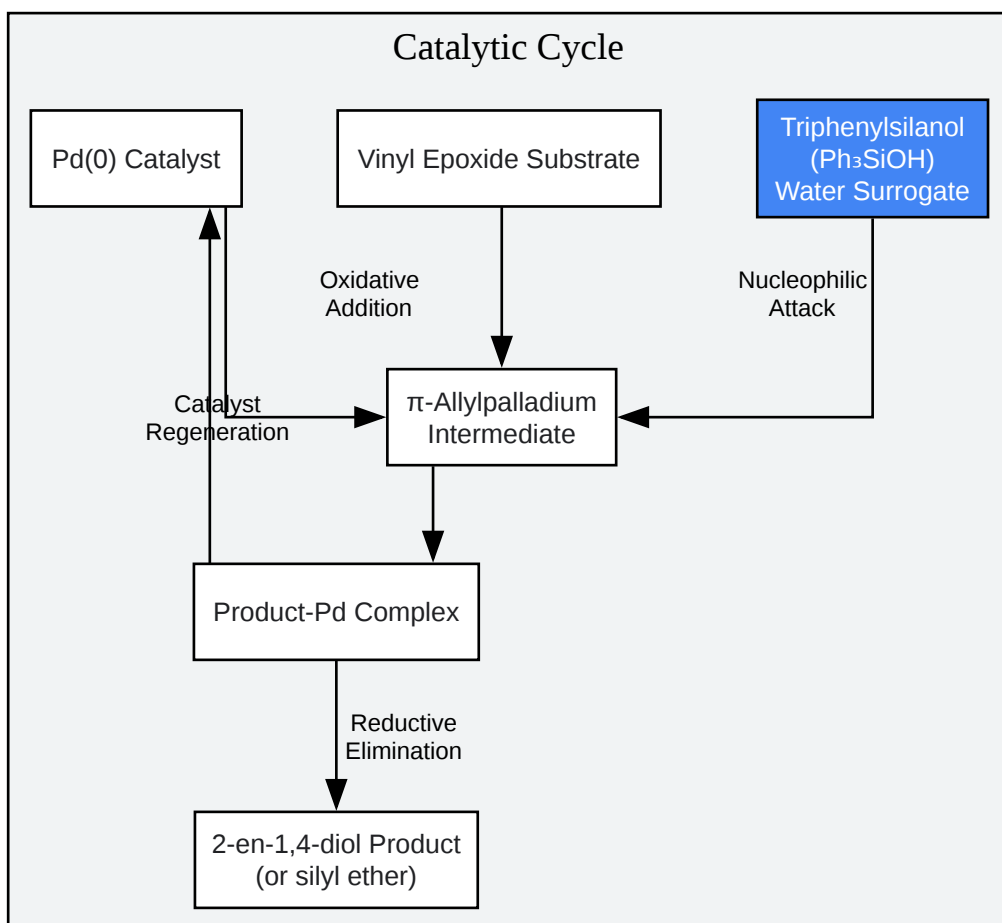 Catalytic Cycle
Pd(0) Catalyst
Vinyl Epoxide Substrate
Triphenylsilanol
(Ph₃SiOH)
Water Surrogate
Oxidative
Addition
Nucleophilic
Attack
Catalyst
Regeneration
π-Allylpalladium
Intermediate
Product-Pd Complex
Reductive
Elimination
2-en-1,4-diol Product
(or silyl ether)